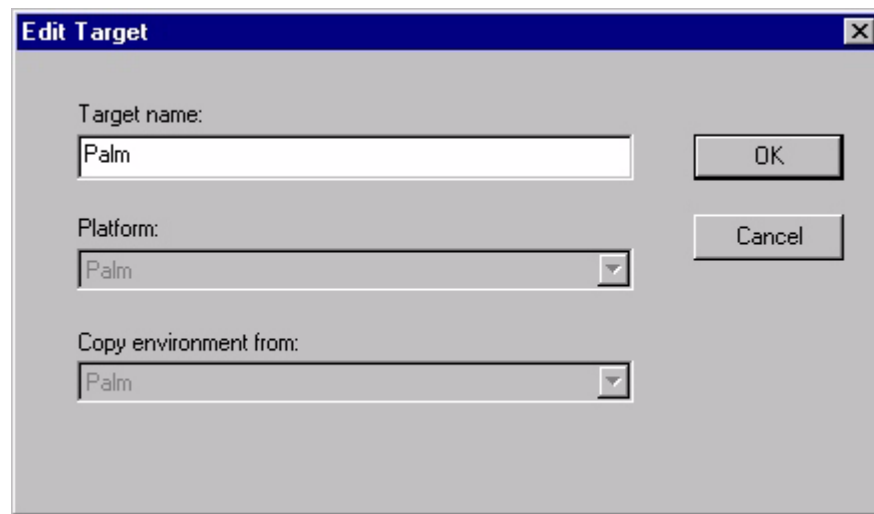 Edit Target
Target name:
Palm
OK
Platform:
Cancel
Palm
Copy environment from:
Palm